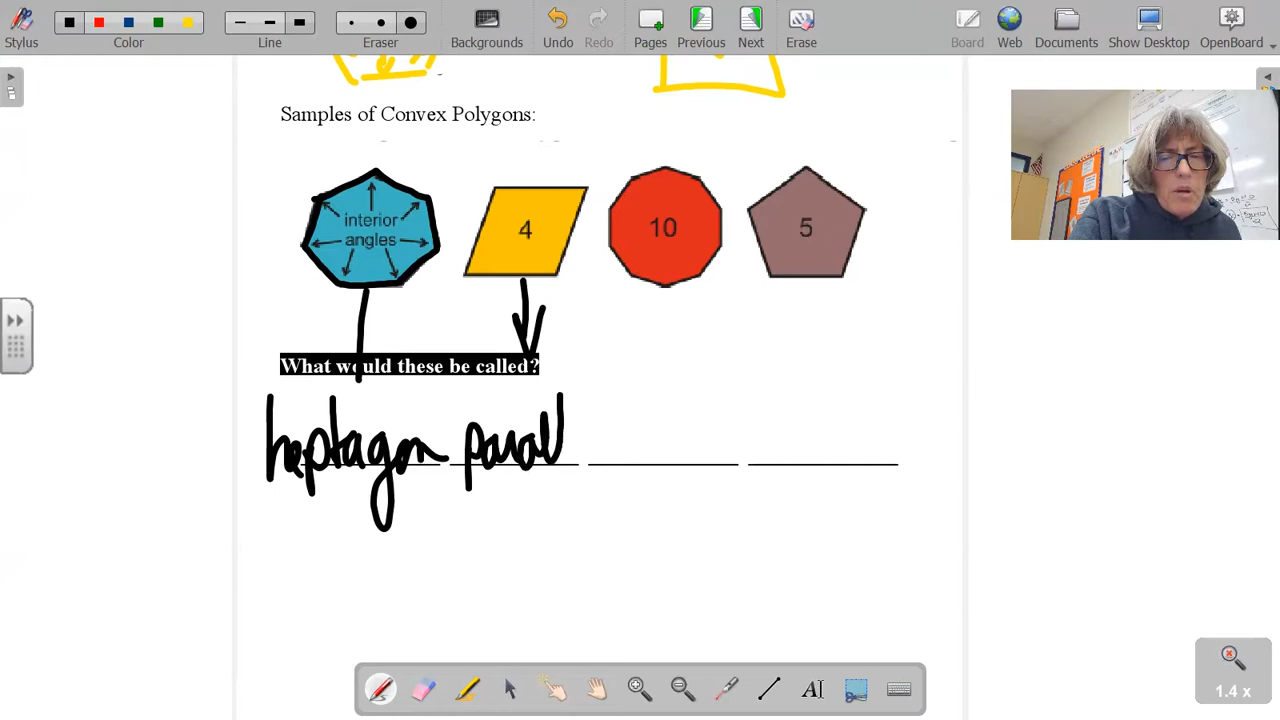 Stylus Color Line Eraser Backgrounds Undo Redo Pages Previous Next Erase Board Web Documents Show Desktop OpenBoard
Samples of Convex Polygons:
interior
angles
4 10 5
What would these be called?
heptagon parall
1.4 x